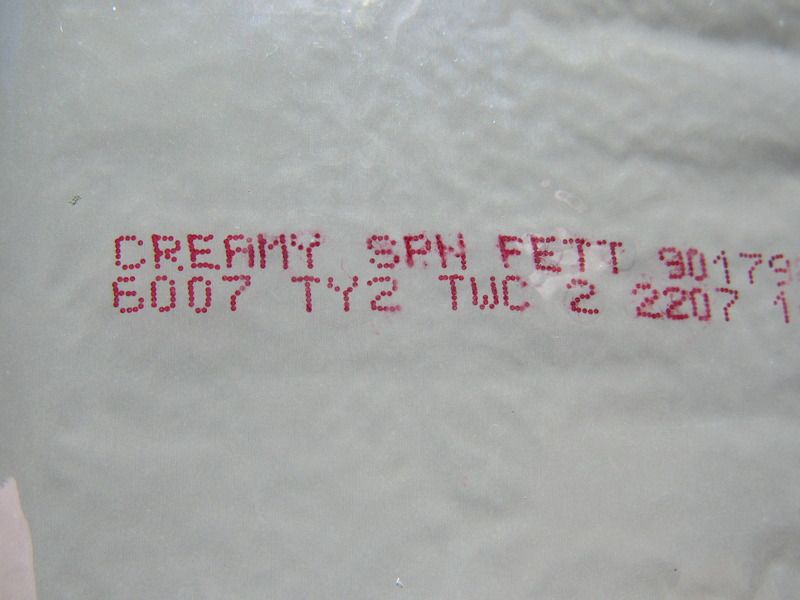 CREAMY SPN FETT 90179
6007 TY2 TWC 2 2207 1